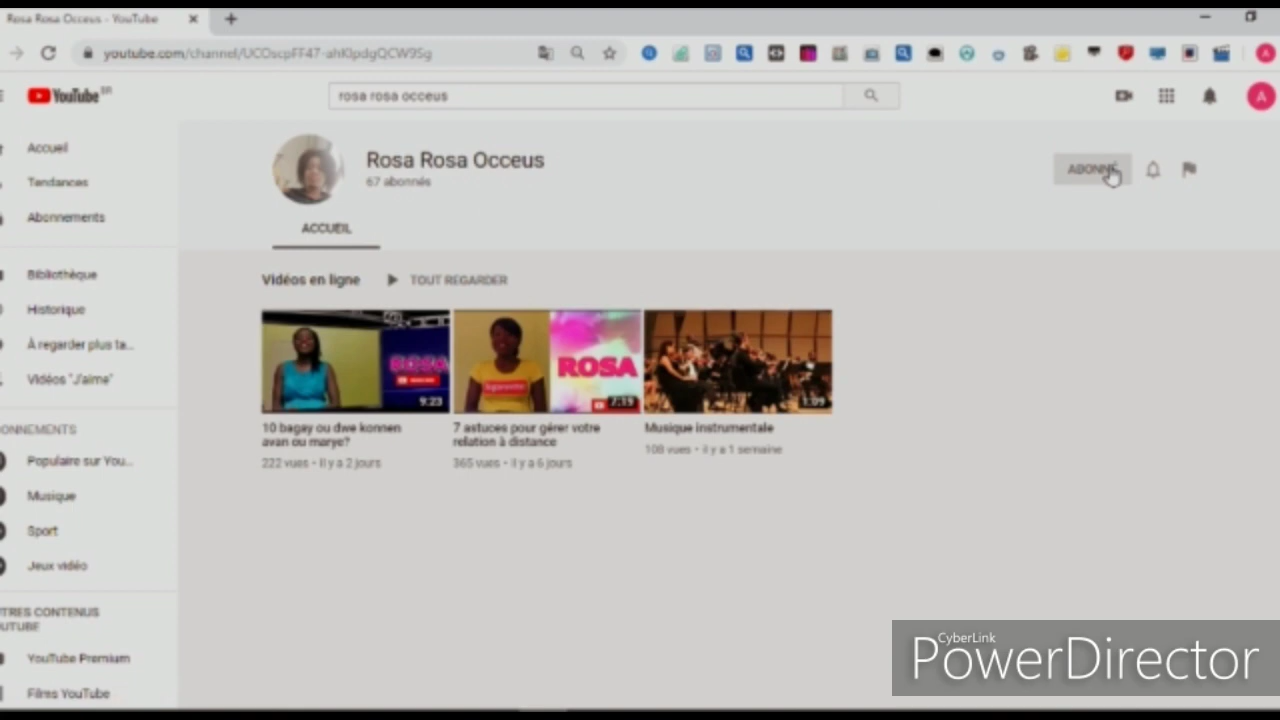 Rosa Rosa Occeus - YouTube
youtube.com/channel/UCOscpFF47-ahKlpdgQCW9Sg
YouTube
rosa rosa occeus
A
Accueil
Tendances
Abonnements
Bibliothèque
Historique
À regarder plus ta...
Vidéos "J'aime"
ONNEMENTS
Populaire sur You...
Musique
Sport
Jeux vidéo
TRES CONTENUS
UTUBE
YouTube Premium
Films YouTube
Rosa Rosa Occeus
67 abonnés
ABONNÉ
ACCUEIL
Vidéos en ligne
TOUT REGARDER
ROSA
9:23
10 bagay ou dwe konnen
avan ou marye?
222 vues • il y a 2 jours
ROSA
7:19
7 astuces pour gérer votre
relation à distance
365 vues • il y a 6 jours
1:09
Musique instrumentale
108 vues • il y a 1 semaine
CyberLink
PowerDirector